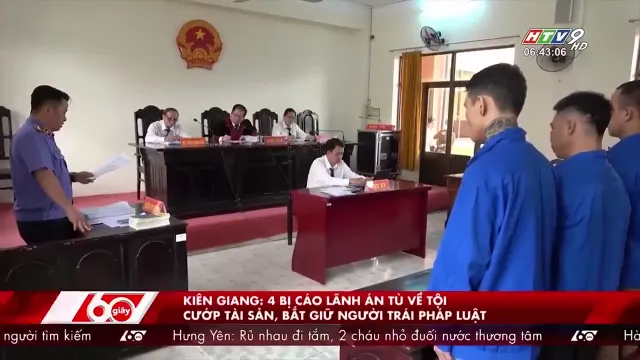 HTV9 HD
06:43:06
KIÊN GIANG: 4 BỊ CÁO LÃNH ÁN TÙ VỀ TỘI
CƯỚP TÀI SẢN, BẮT GIỮ NGƯỜI TRÁI PHÁP LUẬT
60 giây
người tìm kiếm 60 Hưng Yên: Rủ nhau đi tắm, 2 cháu nhỏ đuối nước thương tâm 60